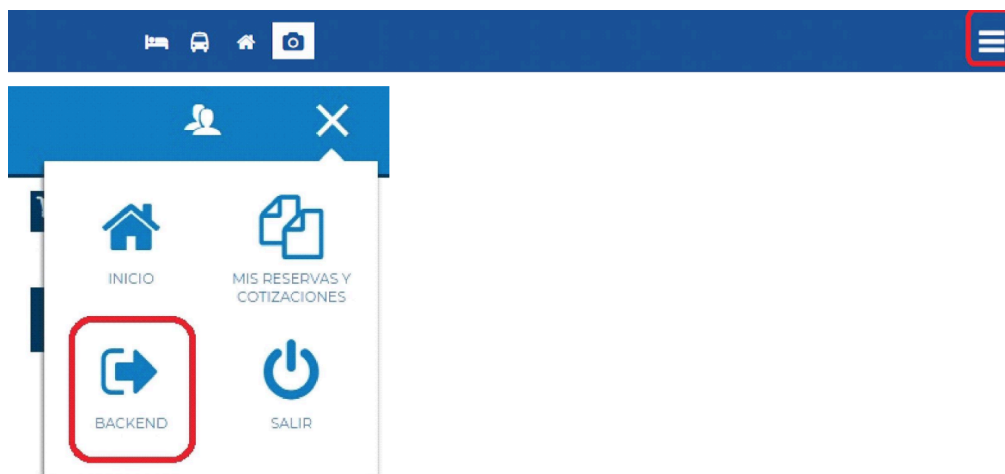 INICIO
MIS RESERVAS Y
COTIZACIONES
BACKEND
SALIR